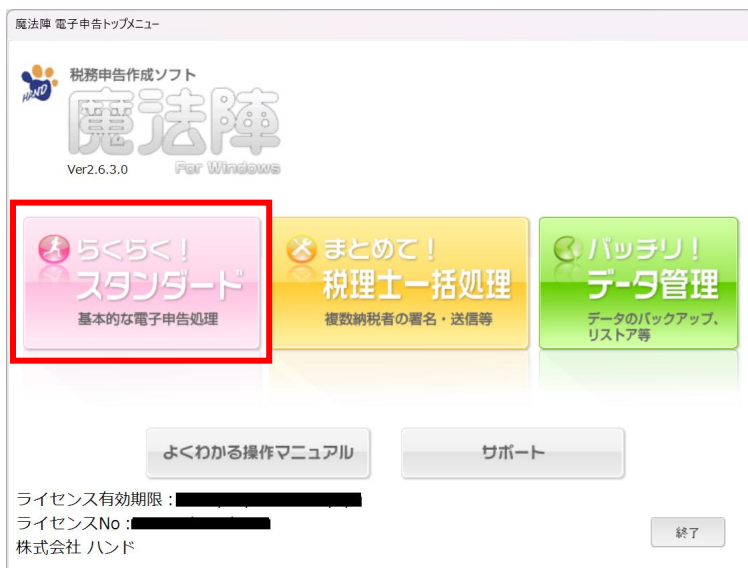 魔法陣 電子申告トップメニュー
HAND
税務申告作成ソフト
魔法陣
Ver2.6.3.0
For Windows
らくらく！
スタンダード
基本的な電子申告処理
まとめて！
税理士一括処理
複数納税者の署名・送信等
バッチリ！
データ管理
データのバックアップ、
リストア等
よくわかる操作マニュアル
サポート
ライセンス有効期限：
ライセンスNo：
株式会社 ハンド
終了